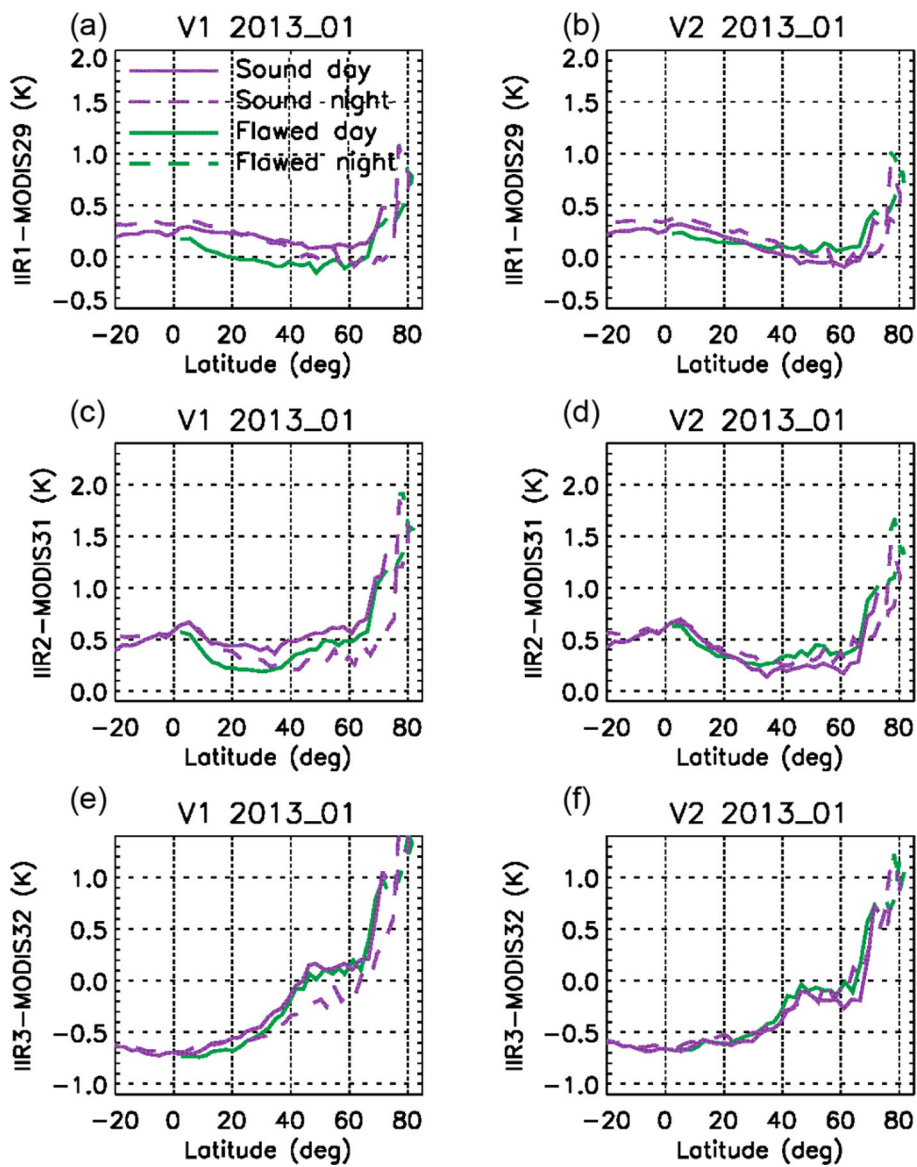 (a) V1 2013_01
2.0
1.5
1.0
0.5
0.0
−0.5
IIR1−MODIS29 (K)
Sound day
Sound night
Flawed day
Flawed night
−20 0 20 40 60 80
Latitude (deg)
(b) V2 2013_01
2.0
1.5
1.0
0.5
0.0
−0.5
IIR1−MODIS29 (K)
−20 0 20 40 60 80
Latitude (deg)
(c) V1 2013_01
2.0
1.5
1.0
0.5
0.0
IIR2−MODIS31 (K)
−20 0 20 40 60 80
Latitude (deg)
(d) V2 2013_01
2.0
1.5
1.0
0.5
0.0
IIR2−MODIS31 (K)
−20 0 20 40 60 80
Latitude (deg)
(e) V1 2013_01
1.0
0.5
0.0
−0.5
−1.0
IIR3−MODIS32 (K)
−20 0 20 40 60 80
Latitude (deg)
(f) V2 2013_01
1.0
0.5
0.0
−0.5
−1.0
IIR3−MODIS32 (K)
−20 0 20 40 60 80
Latitude (deg)